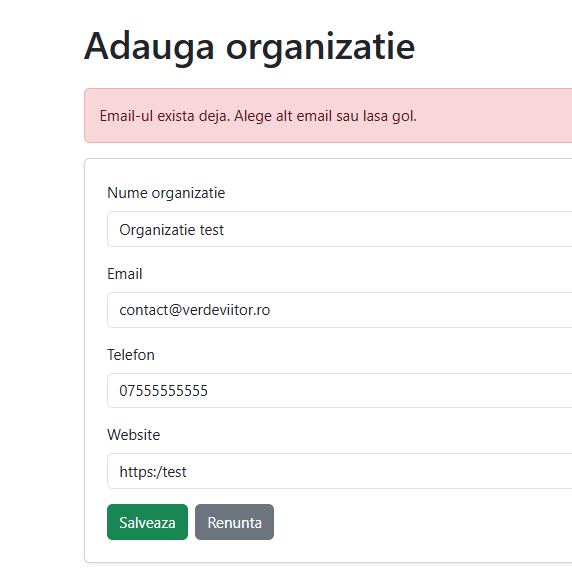 Adauga organizatie
Email-ul exista deja. Alege alt email sau lasa gol.
Nume organizatie
Organizatie test
Email
contact@verdeviitor.ro
Telefon
07555555555
Website
https:/test
Salveaza Renunta